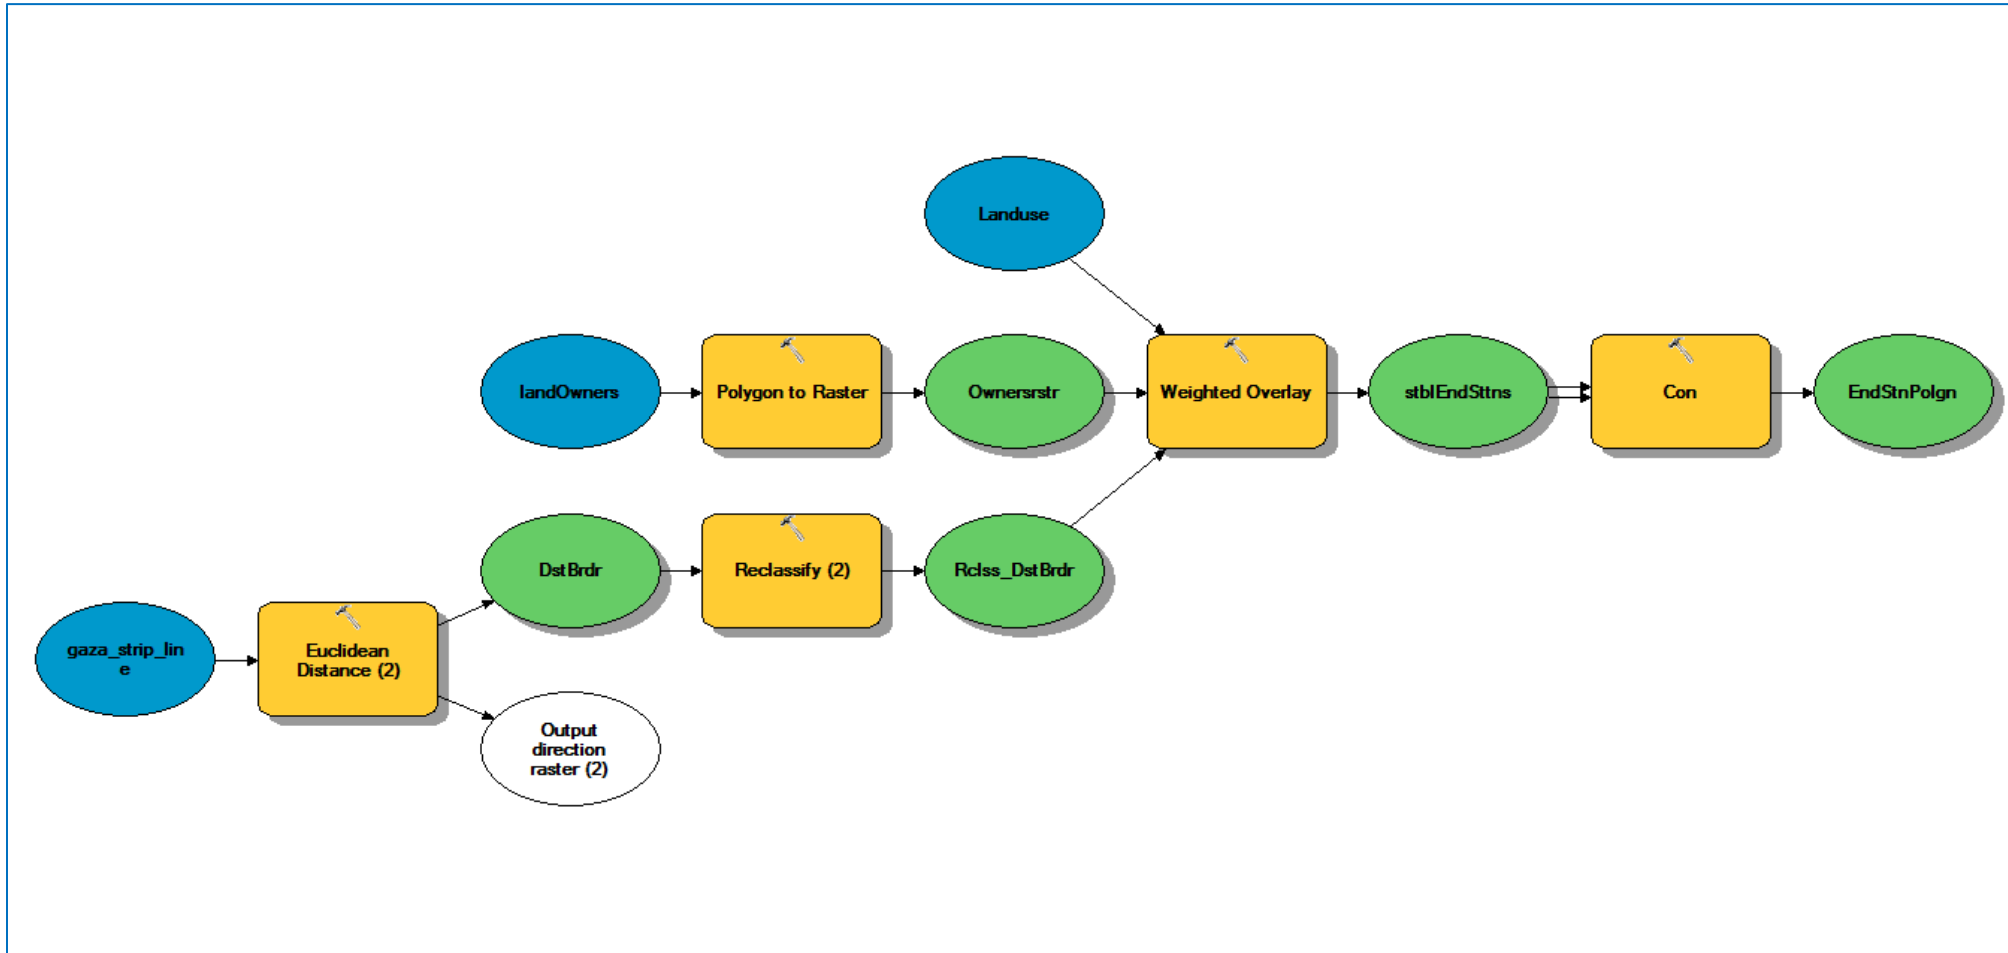 Landuse
landOwners
Polygon to Raster
Ownersrstr
Weighted Overlay
stblEndSttns
Con
EndStnPolgn
DstBrdr
Reclassify (2)
Rclss_DstBrdr
gaza_strip_lin
e
Euclidean
Distance (2)
Output
direction
raster (2)